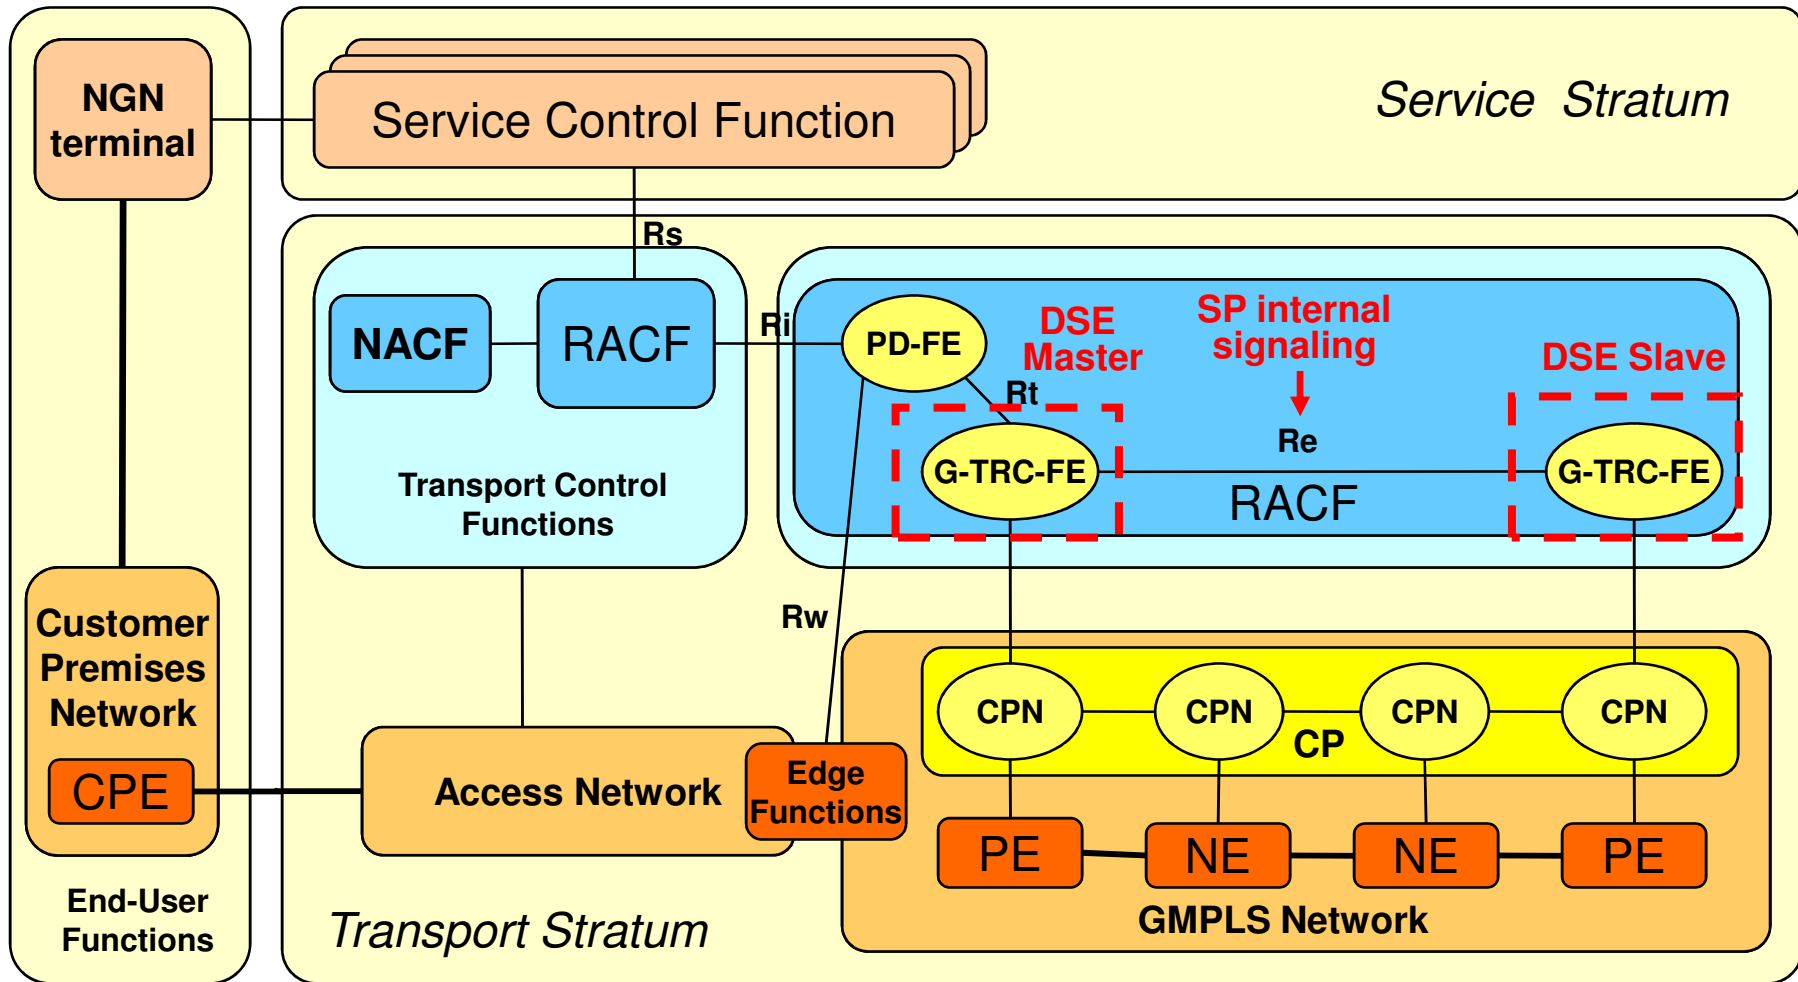 NGN
terminal
Service Control Function
Service Stratum
Rs
NACF
RACF
Ri
PD-FE
DSE
Master
SP internal
signaling
DSE Slave
Rt
Re
G-TRC-FE
G-TRC-FE
RACF
Transport Control
Functions
Rw
Customer
Premises
Network
CPE
Access Network
Edge
Functions
CPN
CPN
CPN
CPN
CP
PE
NE
NE
PE
GMPLS Network
End-User
Functions
Transport Stratum